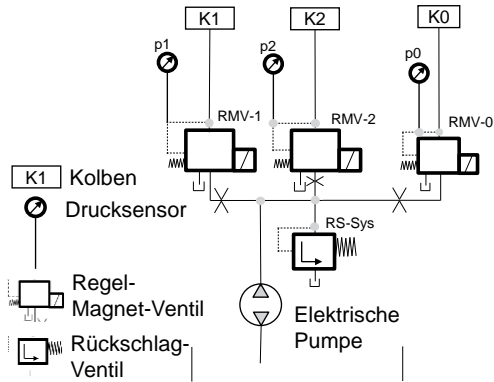 K1
K2
K0
p1
p2
p0
RMV-1
RMV-2
RMV-0
K1 Kolben
Drucksensor
RS-Sys
Regel-
Magnet-Ventil
Elektrische
Pumpe
Rückschlag-
Ventil